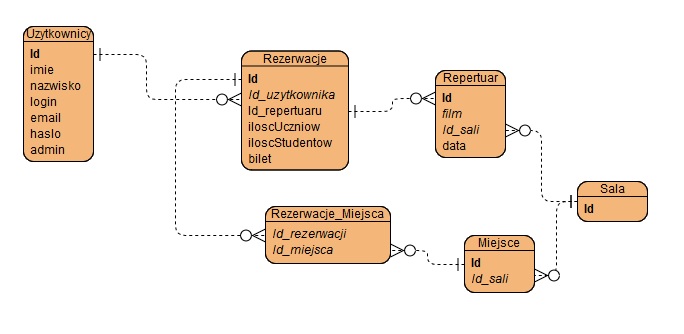 Uzytkownicy
Id
imie
nazwisko
login
email
haslo
admin
Rezerwacje
Id
Id_uzytkownika
Id_repertuaru
iloscUczniow
iloscStudentow
bilet
Repertuar
Id
film
Id_sali
data
Sala
Id
Rezerwacje_Miejsca
Id_rezerwacji
Id_miejsca
Miejsce
Id
Id_sali